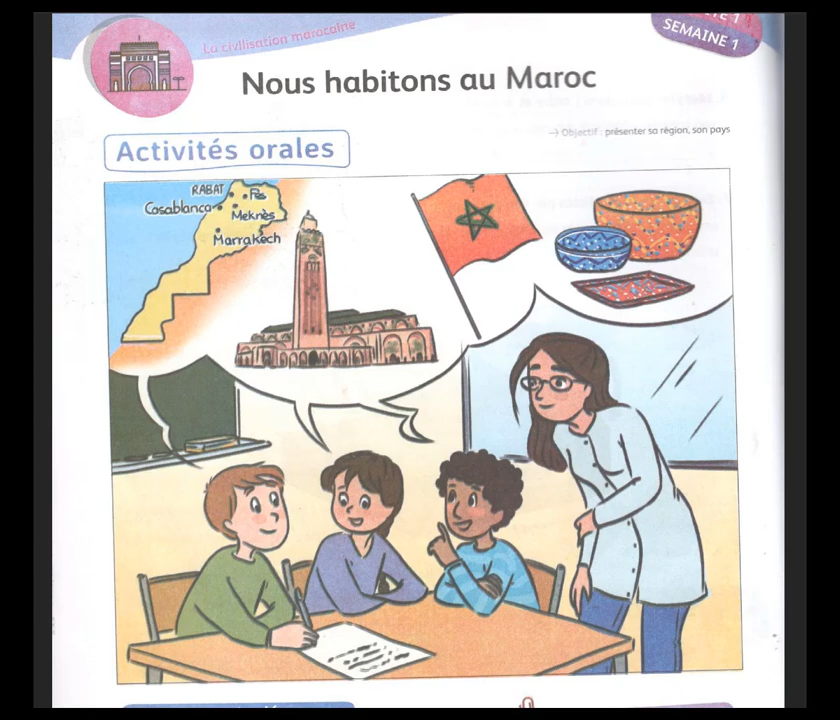 La civilisation marocaine
SEMAINE 1
Nous habitons au Maroc
→ Objectif : présenter sa région, son pays
Activités orales
RABAT
Fès
Casablanca
Meknès
Marrakech